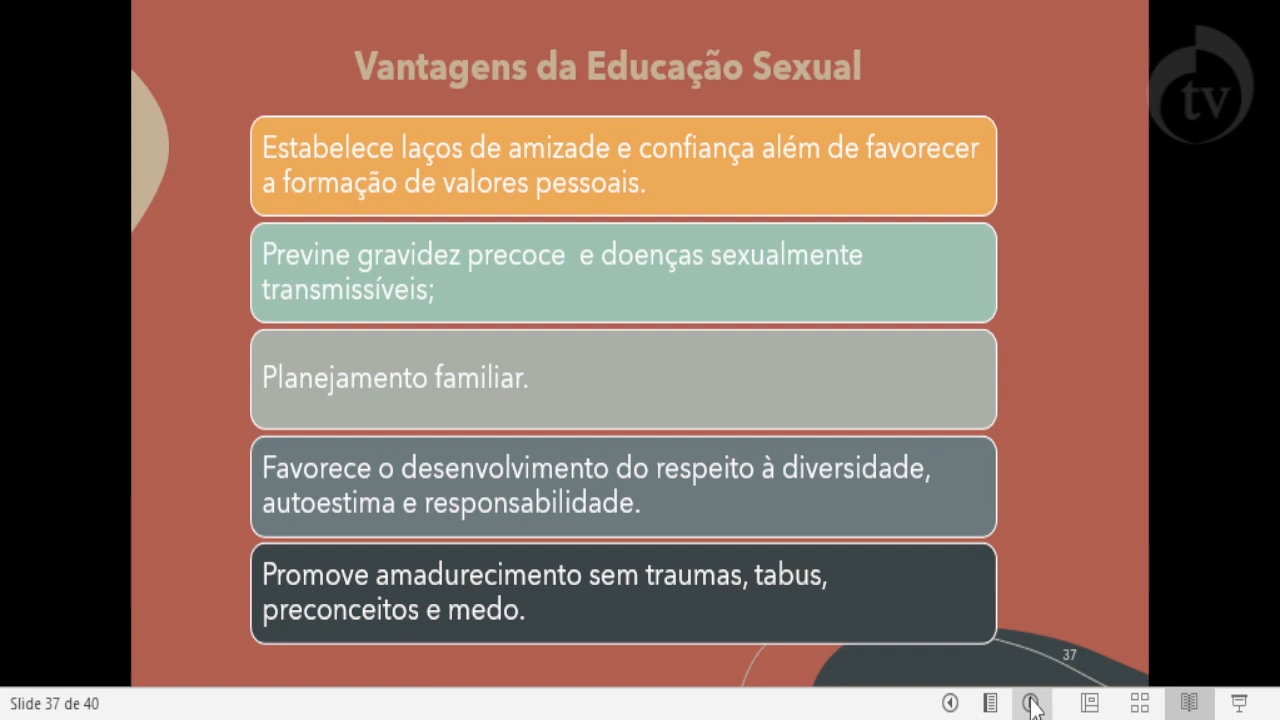 Vantagens da Educação Sexual
tv
Estabelece laços de amizade e confiança além de favorecer
a formação de valores pessoais.
Previne gravidez precoce  e doenças sexualmente
transmissíveis;
Planejamento familiar.
Favorece o desenvolvimento do respeito à diversidade,
autoestima e responsabilidade.
Promove amadurecimento sem traumas, tabus,
preconceitos e medo.
37
Slide 37 de 40